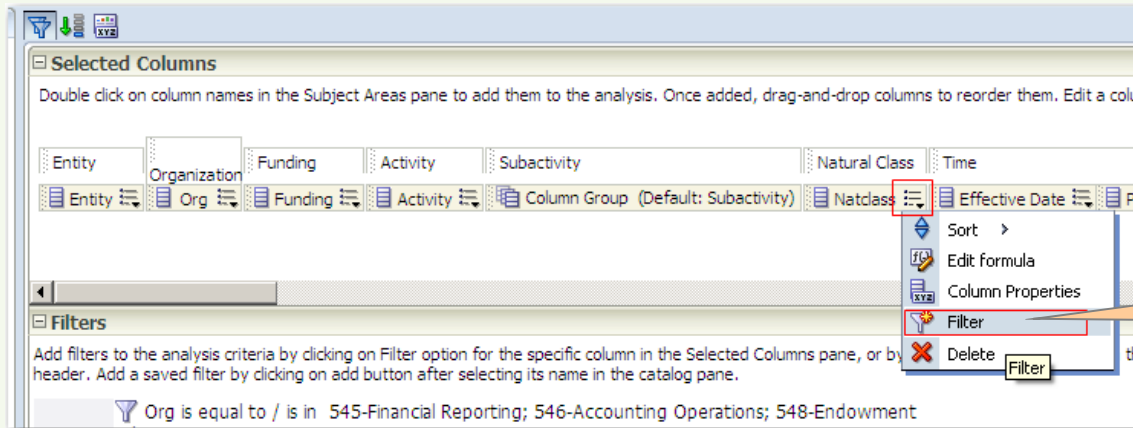 XYZ
Selected Columns
Double click on column names in the Subject Areas pane to add them to the analysis. Once added, drag-and-drop columns to reorder them. Edit a colu
Entity Organization Funding Activity Subactivity Natural Class Time
Entity Org Funding Activity Column Group (Default: Subactivity) Natclass Effective Date P
Sort
Edit formula
XYZ Column Properties
Filters
Filter
Add filters to the analysis criteria by clicking on Filter option for the specific column in the Selected Columns pane, or by
Delete
Filter
header. Add a saved filter by clicking on add button after selecting its name in the catalog pane.
Org is equal to / is in 545-Financial Reporting; 546-Accounting Operations; 548-Endowment